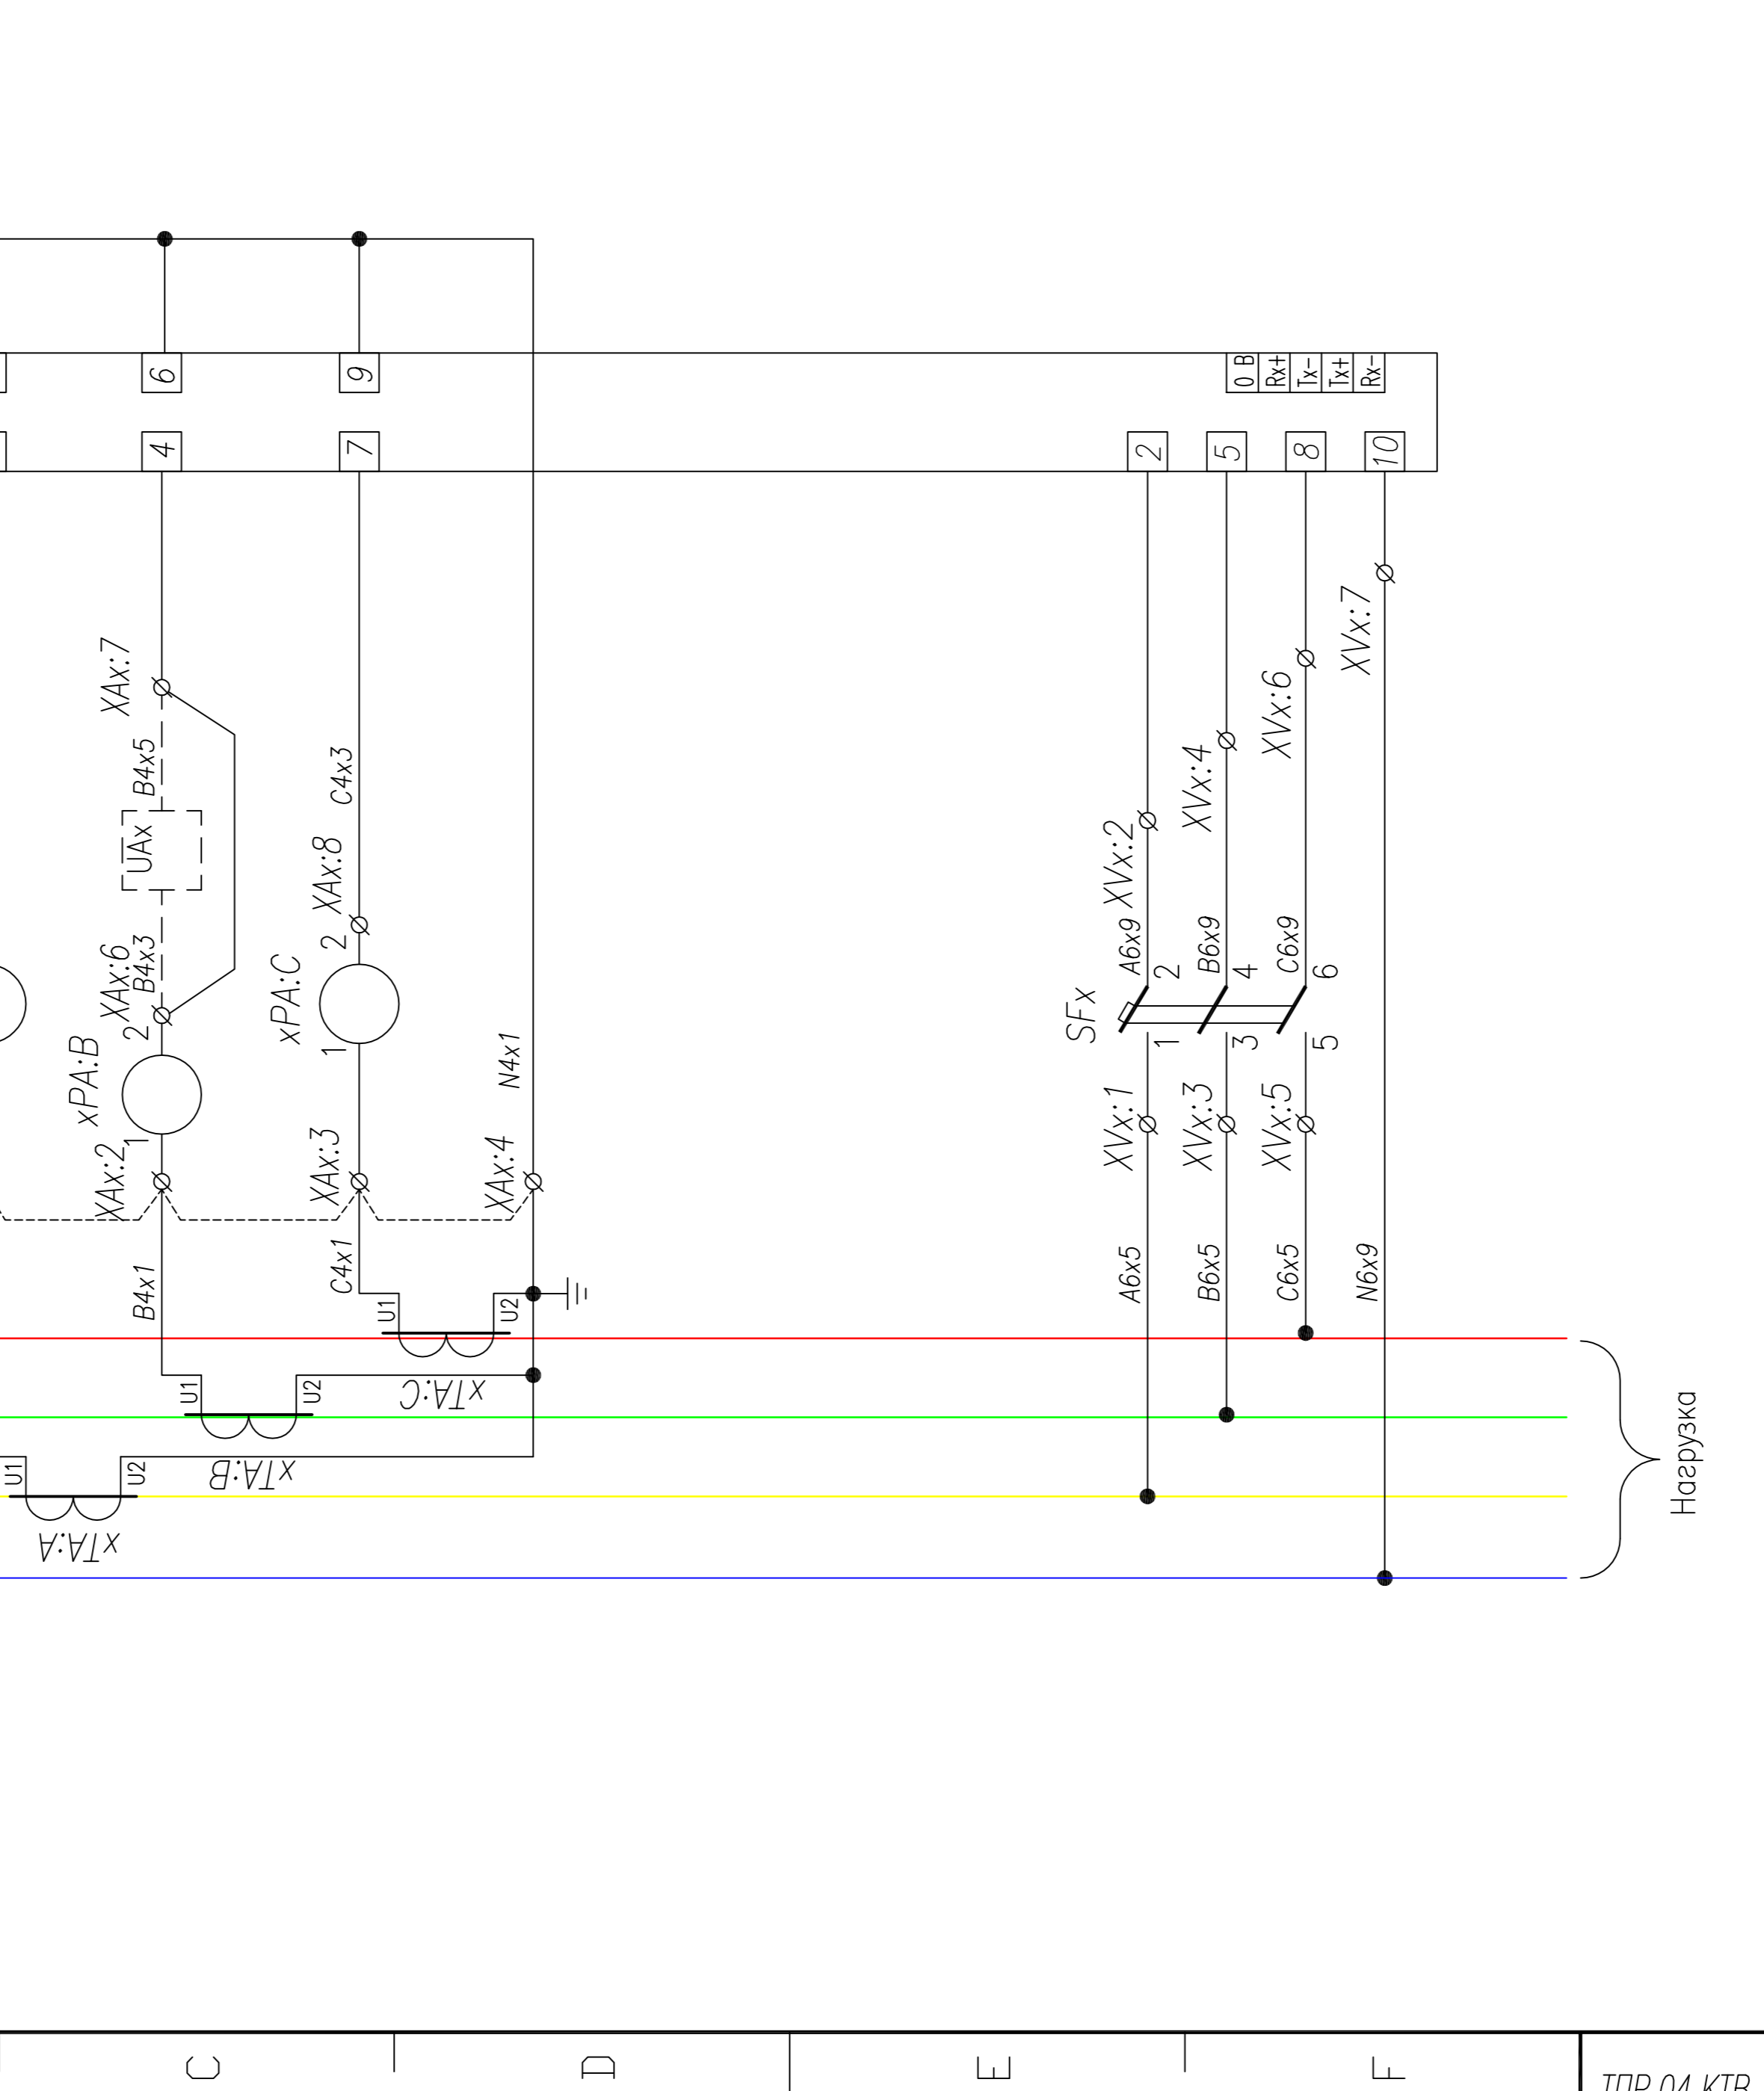 6
9
0 В
Rx+
Tx-
Tx+
Rx-
4
7
2
5
8
10
XAx:7
B4x5
UAx
XAx:6
B4x3
2
xPA:B
1
XAx:2
B4x1
C4x3
XAx:8
2
xPA:C
1
XAx:3
C4x1
N4x1
XAx:4
XVx:7
XVx:6
XVx:4
XVx:2
A6x9
B6x9
C6x9
SFx
2
4
6
1
3
5
XVx:1
XVx:3
XVx:5
A6x5
B6x5
C6x5
N6x9
U1
U2
xTA:C
U1
U2
xTA:B
U1
U2
xTA:A
Нагрузка
C
D
E
F